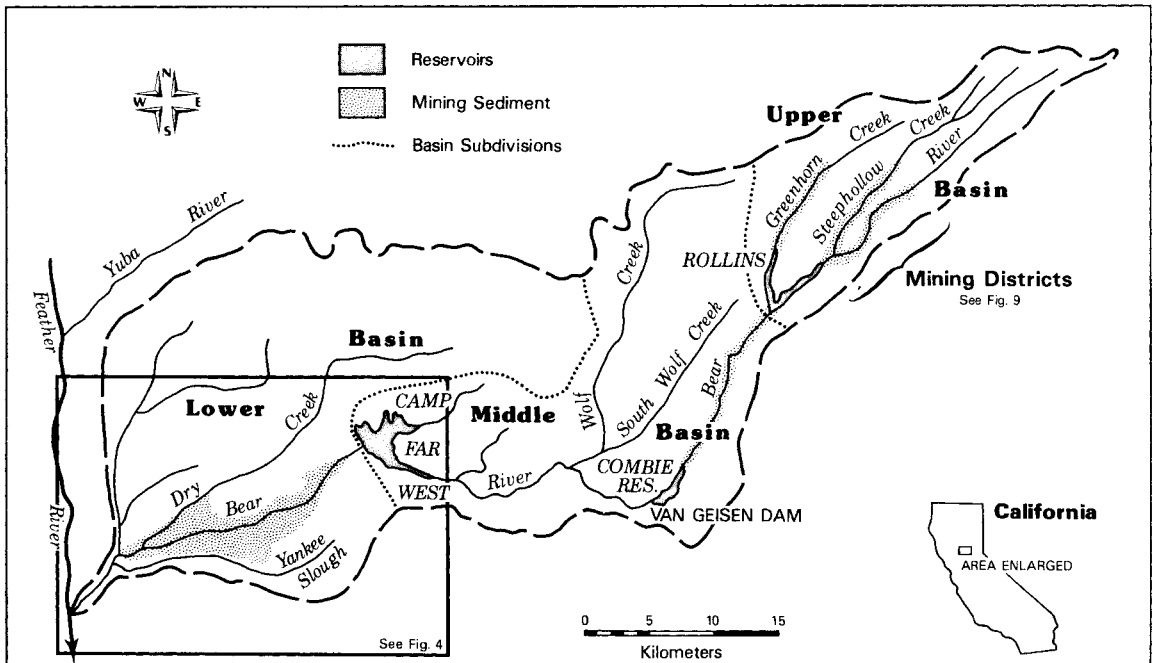 N
W E
S
Reservoirs
Mining Sediment
Basin Subdivisions
Upper
Basin
Greenhorn Creek
Steephollow Creek
River
ROLLINS
Mining Districts
See Fig. 9
Yuba River
Feather
River
Basin
Lower
Creek
Dry
Bear
Yankee
Slough
CAMP
FAR
WEST
Middle
Basin
River
Wolf
Creek
South Wolf Creek
Bear
COMBIE
RES.
VAN GEISEN DAM
See Fig. 4
0 5 10 15
Kilometers
California
AREA ENLARGED